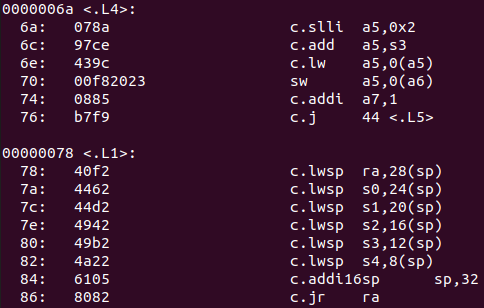 0000006a <.L4>:
  6a:   078a                    c.slli  a5,0x2
  6c:   97ce                    c.add   a5,s3
  6e:   439c                    c.lw    a5,0(a5)
  70:   00f82023                sw      a5,0(a6)
  74:   0885                    c.addi  a7,1
  76:   b7f9                    c.j     44 <.L5>

00000078 <.L1>:
  78:   40f2                    c.lwsp  ra,28(sp)
  7a:   4462                    c.lwsp  s0,24(sp)
  7c:   44d2                    c.lwsp  s1,20(sp)
  7e:   4942                    c.lwsp  s2,16(sp)
  80:   49b2                    c.lwsp  s3,12(sp)
  82:   4a22                    c.lwsp  s4,8(sp)
  84:   6105                    c.addi16sp      sp,32
  86:   8082                    c.jr    ra